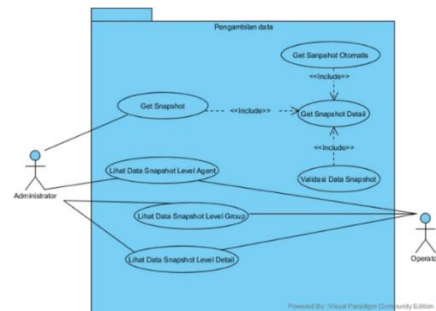 Pengambilan data
Get Sanpshot Otomatis
<<Include>>
Get Snapshot
<<Include>>
Get Snapshot Detail
<<Include>>
Lihat Data Snapshot Level Agent
Validasi Data Snapshot
Administrator
Lihat Data Snapshot Level Group
Lihat Data Snapshot Level Detail
Operator
Powered By Visual Paradigm Community Edition